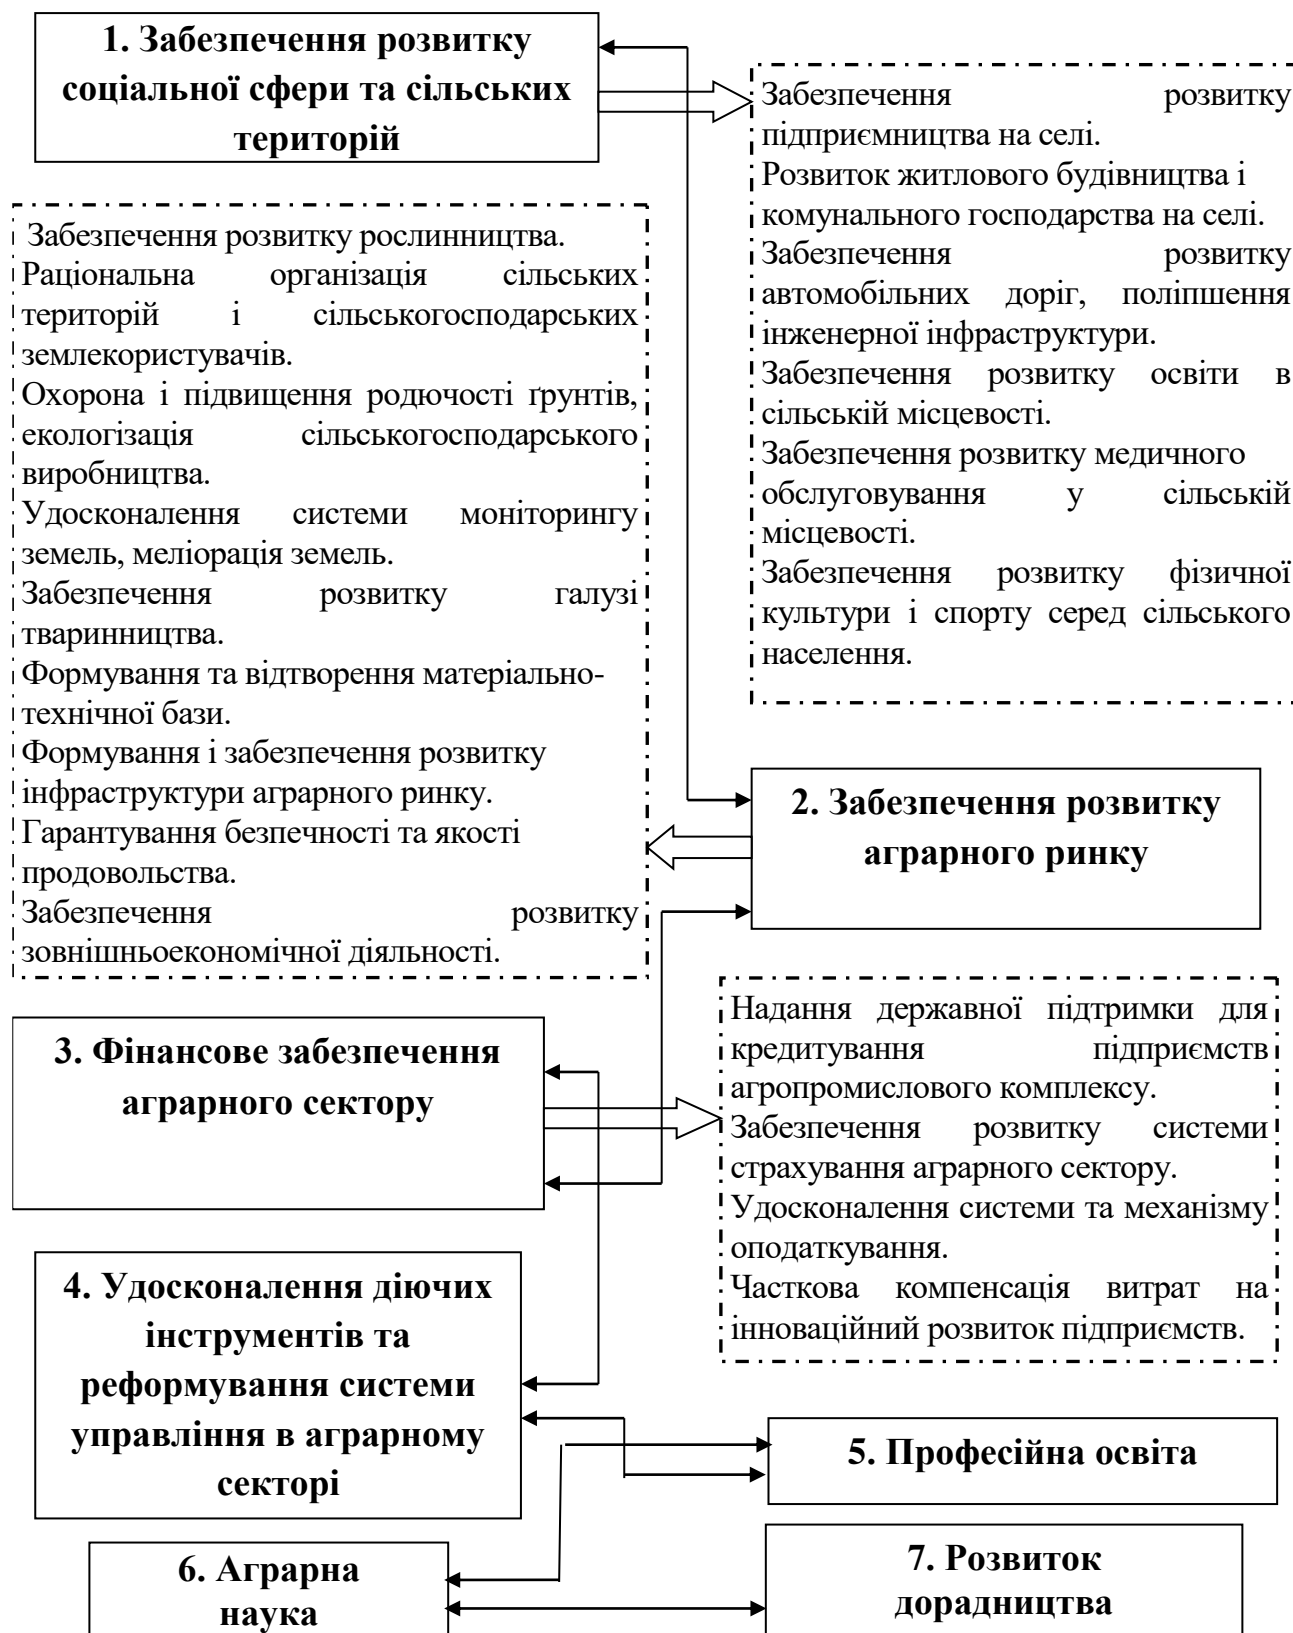 1. Забезпечення розвитку
соціальної сфери та сільських
територій
Забезпечення розвитку
підприємництва на селі.
Розвиток житлового будівництва і
комунального господарства на селі.
Забезпечення розвитку
автомобільних доріг, поліпшення
інженерної інфраструктури.
Забезпечення розвитку освіти в
сільській місцевості.
Забезпечення розвитку медичного
обслуговування у сільській
місцевості.
Забезпечення розвитку фізичної
культури і спорту серед сільського
населення.
Забезпечення розвитку рослинництва.
Раціональна організація сільських
територій і сільськогосподарських
землекористувачів.
Охорона і підвищення родючості ґрунтів,
екологізація сільськогосподарського
виробництва.
Удосконалення системи моніторингу
земель, меліорація земель.
Забезпечення розвитку галузі
тваринництва.
Формування та відтворення матеріально-
технічної бази.
Формування і забезпечення розвитку
інфраструктури аграрного ринку.
Гарантування безпечності та якості
продовольства.
Забезпечення розвитку
зовнішньоекономічної діяльності.
2. Забезпечення розвитку
аграрного ринку
3. Фінансове забезпечення
аграрного сектору
Надання державної підтримки для
кредитування підприємств
агропромислового комплексу.
Забезпечення розвитку системи
страхування аграрного сектору.
Удосконалення системи та механізму
оподаткування.
Часткова компенсація витрат на
інноваційний розвиток підприємств.
4. Удосконалення діючих
інструментів та
реформування системи
управління в аграрному
секторі
5. Професійна освіта
6. Аграрна
наука
7. Розвиток
дорадництва